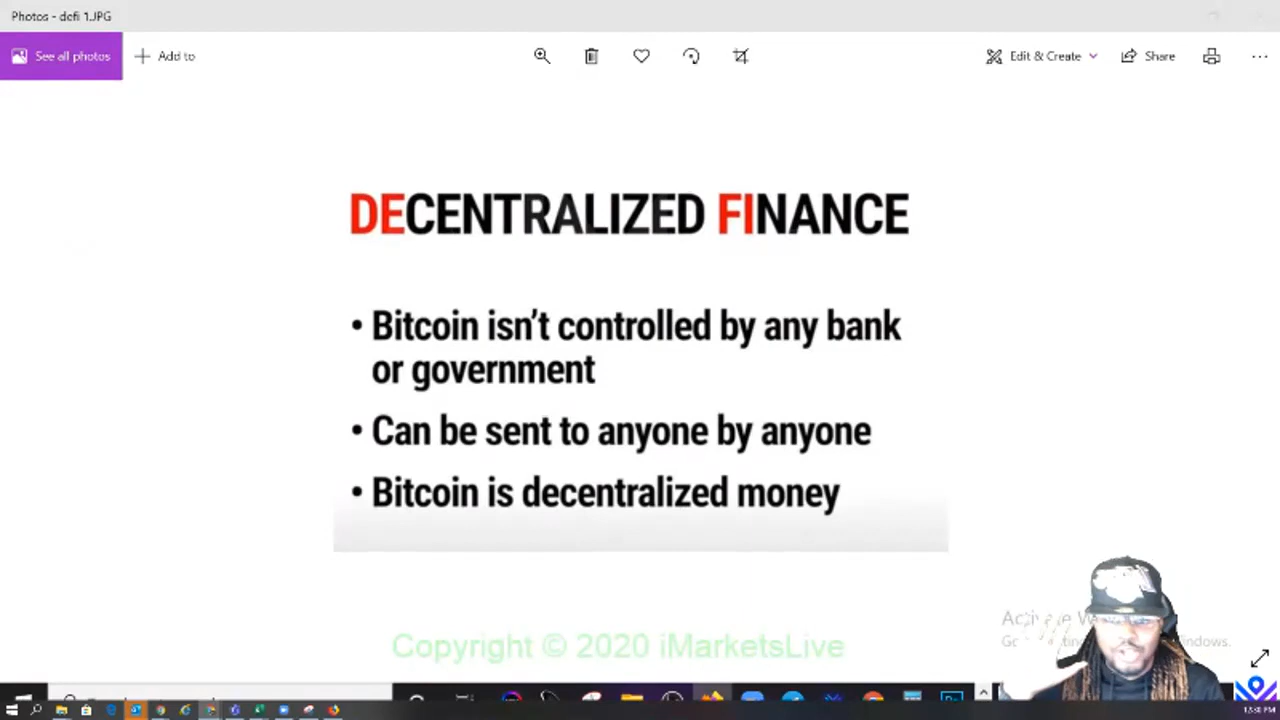 Photos - defi 1.JPG
See all photos
Add to
Edit & Create
Share
DECENTRALIZED FINANCE
• Bitcoin isn't controlled by any bank
or government
• Can be sent to anyone by anyone
• Bitcoin is decentralized money
Copyright © 2020 iMarketsLive